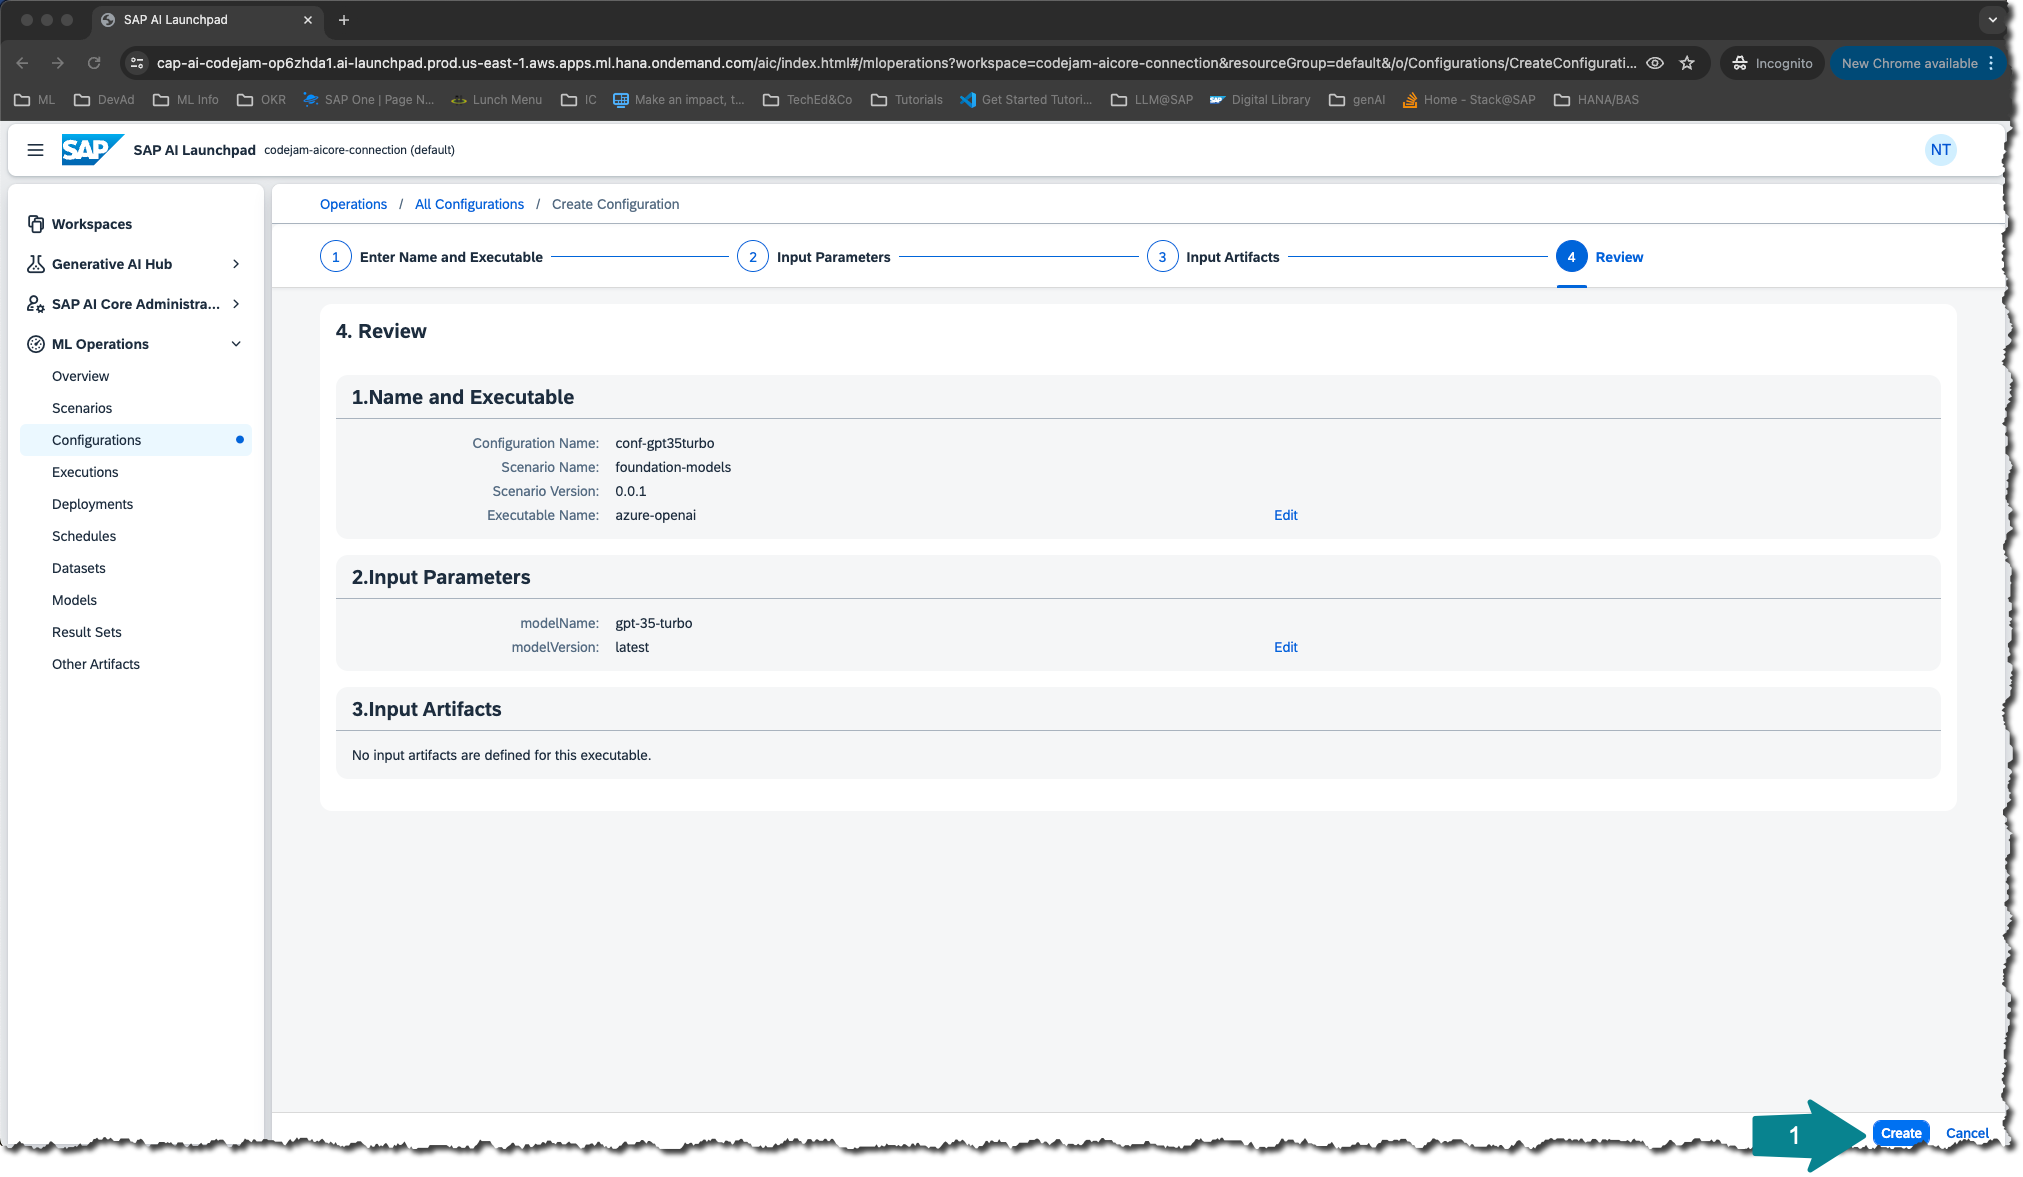 SAP AI Launchpad
cap-ai-codejam-op6zhda1.ai-launchpad.prod.us-east-1.aws.apps.ml.hana.ondemand.com/aic/index.html#/mloperations?workspace=codejam-aicore-connection&resourceGroup=default&/o/Configurations/CreateConfigurati...
Incognito
New Chrome available
ML
DevAd
ML Info
OKR
SAP One | Page N...
Lunch Menu
IC
Make an impact, t...
TechEd&Co
Tutorials
Get Started Tutori...
LLM@SAP
Digital Library
genAI
Home - Stack@SAP
HANA/BAS
SAP
SAP AI Launchpad codejam-aicore-connection (default)
NT
Workspaces
Generative AI Hub
SAP AI Core Administra...
ML Operations
Overview
Scenarios
Configurations
Executions
Deployments
Schedules
Datasets
Models
Result Sets
Other Artifacts
Operations / All Configurations / Create Configuration
1 Enter Name and Executable
2 Input Parameters
3 Input Artifacts
4 Review
4. Review
1.Name and Executable
Configuration Name: conf-gpt35turbo
Scenario Name: foundation-models
Scenario Version: 0.0.1
Executable Name: azure-openai
Edit
2.Input Parameters
modelName: gpt-35-turbo
modelVersion: latest
Edit
3.Input Artifacts
No input artifacts are defined for this executable.
1
Create
Cancel